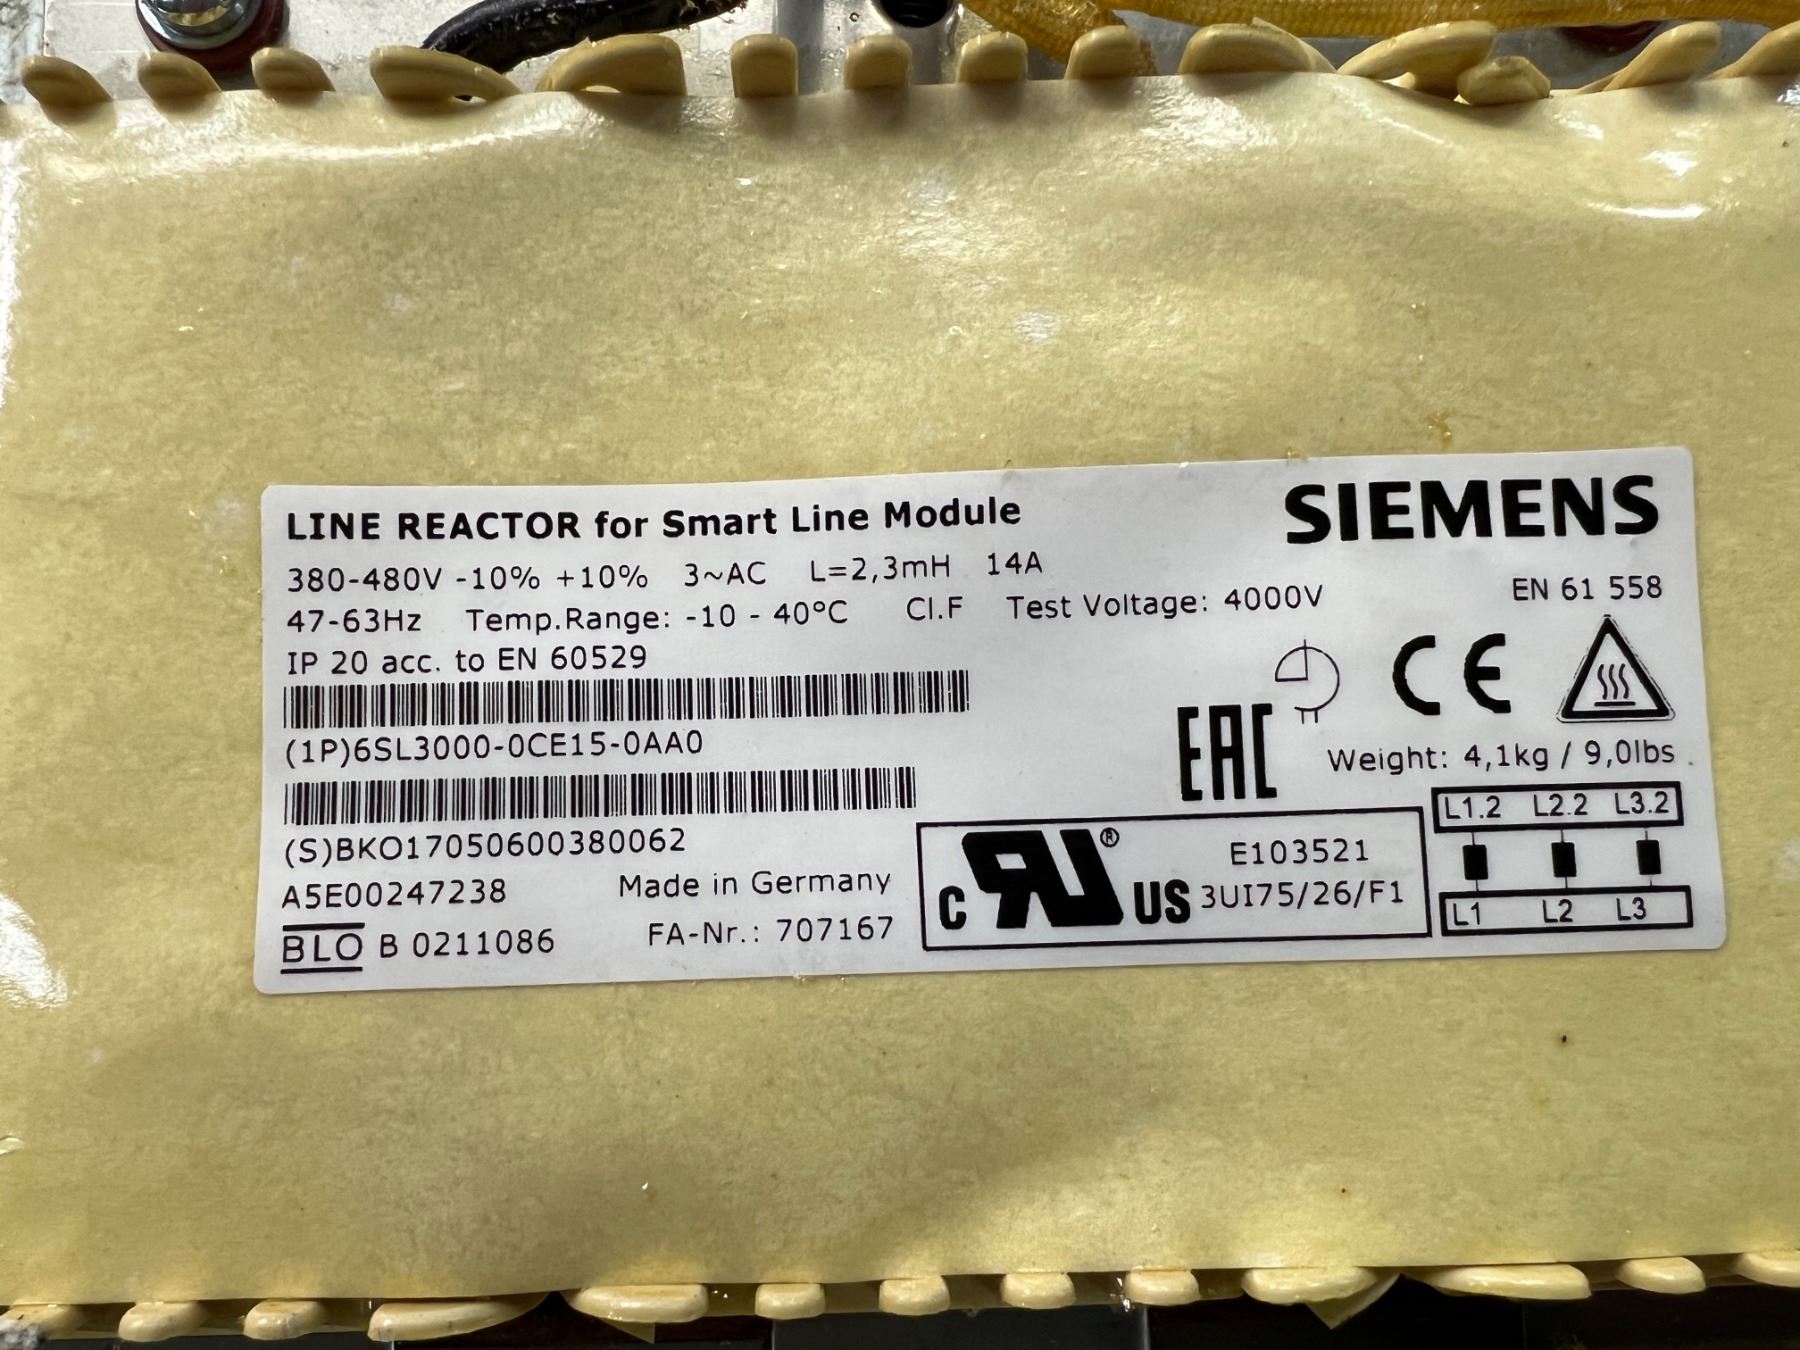 LINE REACTOR for Smart Line Module
SIEMENS
380-480V -10% +10% 3~AC L=2,3mH 14A
47-63Hz Temp.Range: -10 - 40°C Cl.F Test Voltage: 4000V
EN 61 558
IP 20 acc. to EN 60529
CE
(1P)6SL3000-0CE15-0AA0
EAC
Weight: 4,1kg / 9,0lbs
L1.2 L2.2 L3.2
(S)BKO17050600380062
A5E00247238 Made in Germany
BLO B 0211086 FA-Nr.: 707167
c RU® US
E103521
3UI75/26/F1
L1 L2 L3